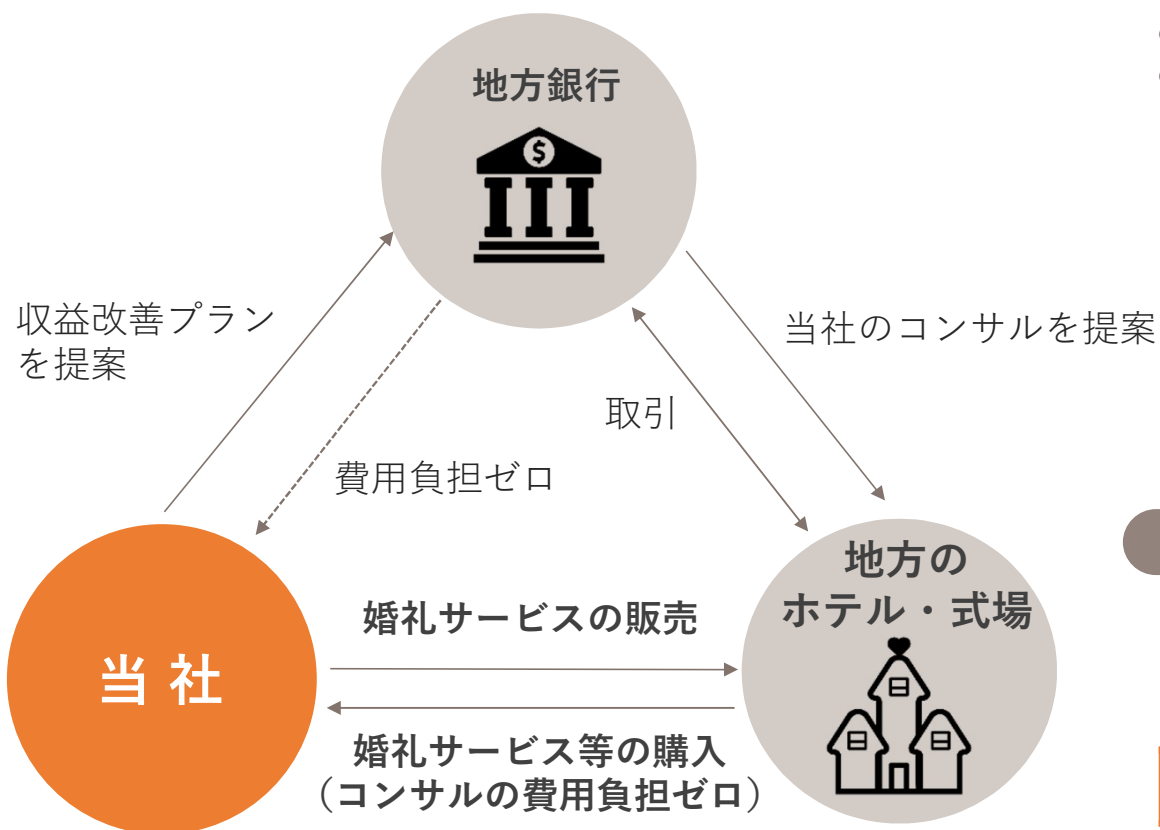 地方銀行
$
収益改善プラン
を提案
当社のコンサルを提案
取引
費用負担ゼロ
地方の
ホテル・式場
婚礼サービスの販売
当 社
婚礼サービス等の購入
（コンサルの費用負担ゼロ）